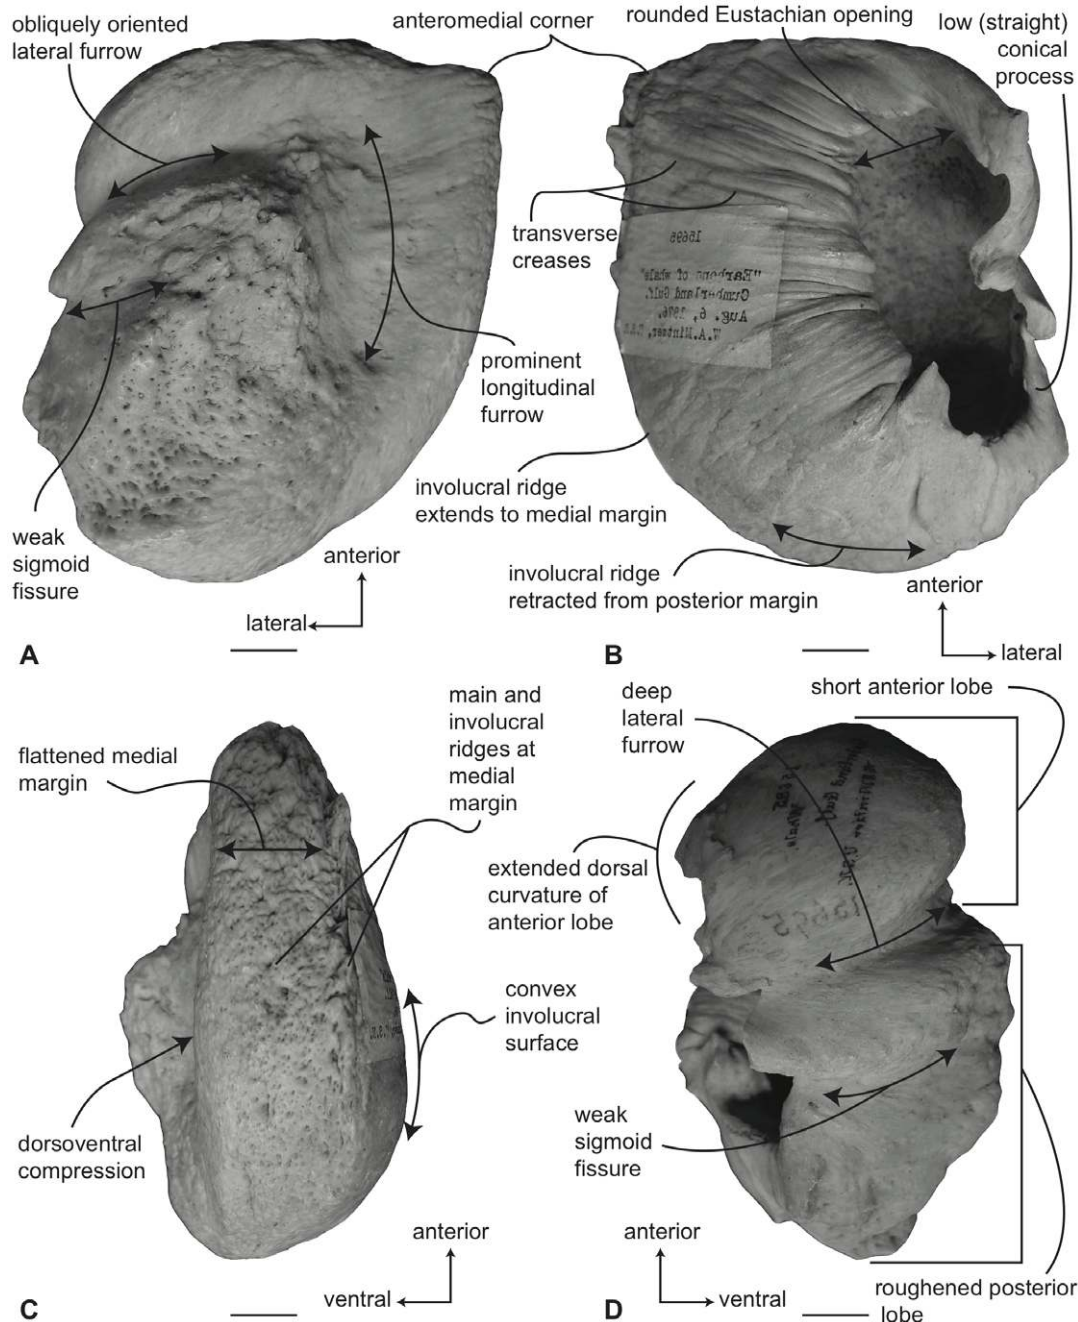 obliquely oriented
lateral furrow
anteromedial corner
rounded Eustachian opening
low (straight)
conical
process
transverse
creases
15695
"Earbone of whale"
Cumberland Gulf.
Aug. 6, 1876.
prominent
longitudinal
furrow
involucral ridge
extends to medial margin
weak
sigmoid
fissure
anterior
lateral
involucral ridge
retracted from posterior margin
anterior
lateral
A
B
flattened medial
margin
main and
involucral
ridges at
medial
margin
deep
lateral
furrow
short anterior lobe
extended dorsal
curvature of
anterior lobe
15695
convex
involucral
surface
dorsoventral
compression
weak
sigmoid
fissure
anterior
ventral
anterior
ventral
roughened posterior
lobe
C
D